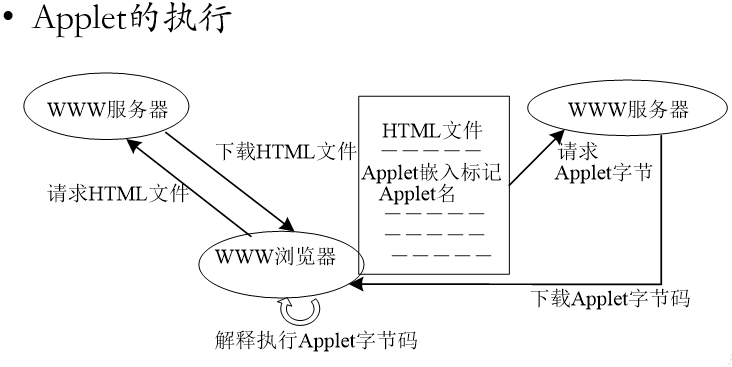 • Applet的执行
WWW服务器
请求HTML文件
下载HTML文件
WWW浏览器
解释执行Applet字节码
HTML文件
Applet嵌入标记
Applet名
WWW服务器
请求
Applet字节
下载Applet字节码